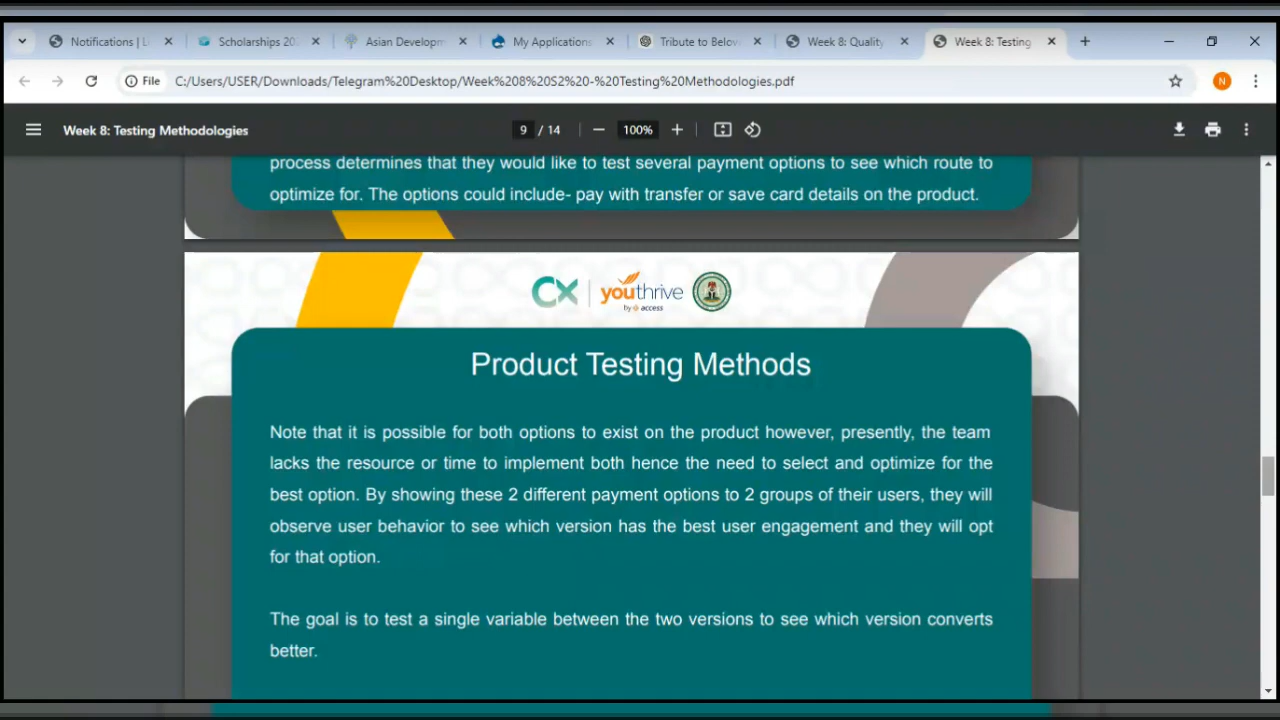 Notifications | L
Scholarships 202
Asian Developm
My Applications
Tribute to Belov
Week 8: Quality
Week 8: Testing
File
C:/Users/USER/Downloads/Telegram%20Desktop/Week%208%20S2%20-%20Testing%20Methodologies.pdf
N
Week 8: Testing Methodologies
9 / 14
100%
process determines that they would like to test several payment options to see which route to
optimize for. The options could include- pay with transfer or save card details on the product.
CX
youthrive
by access
Product Testing Methods
Note that it is possible for both options to exist on the product however, presently, the team
lacks the resource or time to implement both hence the need to select and optimize for the
best option. By showing these 2 different payment options to 2 groups of their users, they will
observe user behavior to see which version has the best user engagement and they will opt
for that option.
The goal is to test a single variable between the two versions to see which version converts
better.